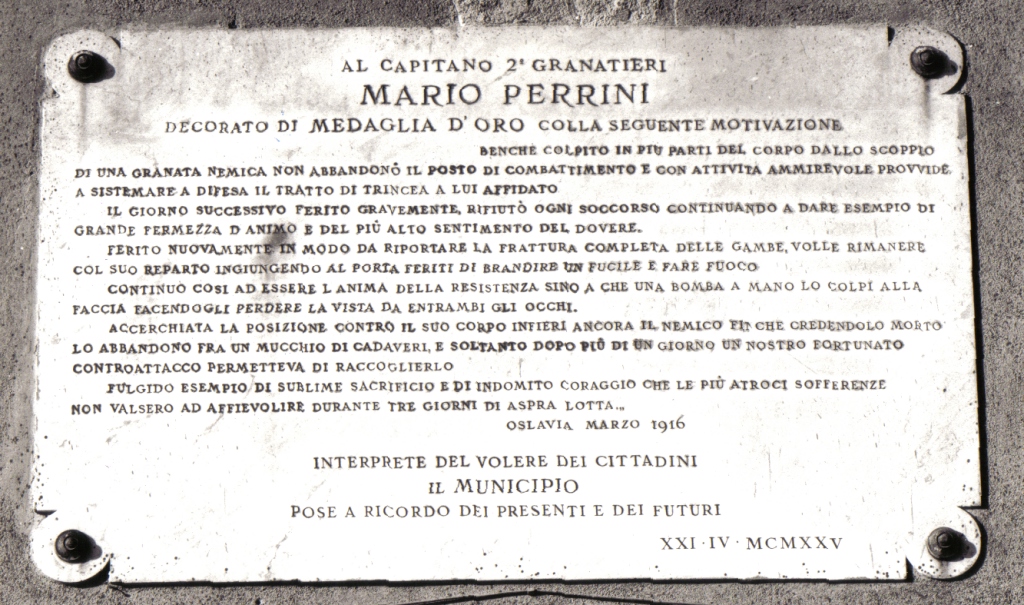 AL CAPITANO 2° GRANATIERI
MARIO PERRINI
DECORATO DI MEDAGLIA D'ORO COLLA SEGUENTE MOTIVAZIONE
BENCHÈ COLPITO IN PIÙ PARTI DEL CORPO DALLO SCOPPIO
DI UNA GRANATA NEMICA NON ABBANDONÒ IL POSTO DI COMBATTIMENTO E CON ATTIVITÀ AMMIREVOLE PROVVIDE
A SISTEMARE A DIFESA IL TRATTO DI TRINCEA A LUI AFFIDATO
IL GIORNO SUCCESSIVO FERITO GRAVEMENTE, RIFIUTÒ OGNI SOCCORSO CONTINUANDO A DARE ESEMPIO DI
GRANDE FERMEZZA D ANIMO E DEL PIÙ ALTO SENTIMENTO DEL DOVERE.
FERITO NUOVAMENTE IN MODO DA RIPORTARE LA FRATTURA COMPLETA DELLE GAMBE, VOLLE RIMANERE
COL SUO REPARTO INGIUNGENDO AL PORTA FERITI DI BRANDIRE UN FUCILE E FARE FUOCO
CONTINUO COSI AD ESSERE L ANIMA DELLA RESISTENZA SINO A CHE UNA BOMBA A MANO LO COLPÌ ALLA
FACCIA FACENDOGLI PERDERE LA VISTA DA ENTRAMBI GLI OCCHI.
ACCERCHIATA LA POSIZIONE CONTRO IL SUO CORPO INFIERÌ ANCORA IL NEMICO FIN CHE CREDENDOLO MORTO
LO ABBANDONO FRA UN MUCCHIO DI CADAVERI, E SOLTANTO DOPO PIÙ DI UN GIORNO UN NOSTRO FORTUNATO
CONTROATTACCO PERMETTEVA DI RACCOGLIERLO
FULGIDO ESEMPIO DI SUBLIME SACRIFICIO E DI INDOMITO CORAGGIO CHE LE PIÙ ATROCI SOFFERENZE
NON VALSERO AD AFFIEVOLIRE DURANTE TRE GIORNI DI ASPRA LOTTA.„
OSLAVIA MARZO 1916
INTERPRETE DEL VOLERE DEI CITTADINI
IL MUNICIPIO
POSE A RICORDO DEI PRESENTI E DEI FUTURI
XXI·IV·MCMXXV